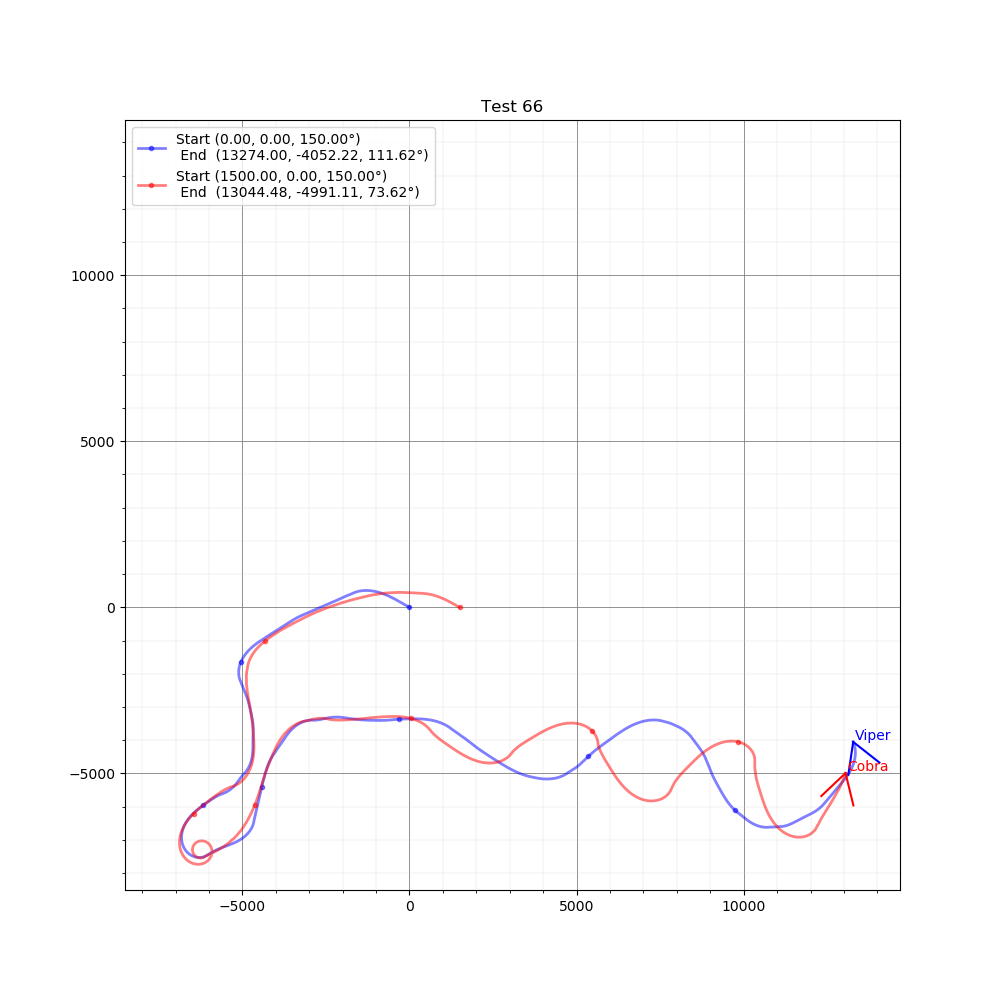 Test 66
Start (0.00, 0.00, 150.00°)
End (13274.00, -4052.22, 111.62°)
Start (1500.00, 0.00, 150.00°)
End (13044.48, -4991.11, 73.62°)
10000
5000
0
−5000
Viper
Cobra
−5000
0
5000
10000